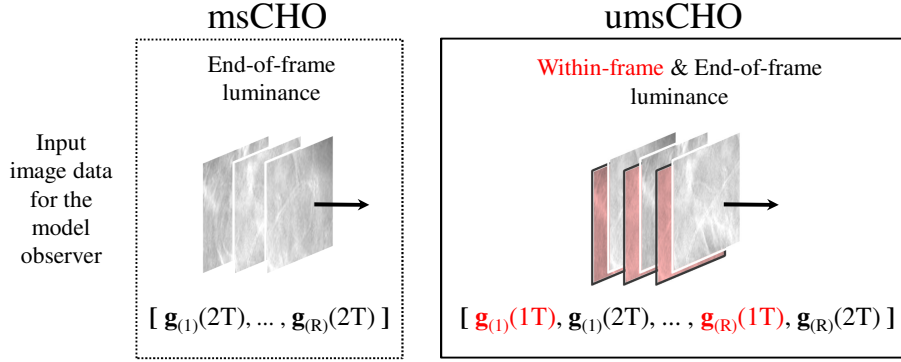 msCHO
umsCHO
Input
image data
for the
model
observer
End-of-frame
luminance
[ g(1)(2T), ... , g(R)(2T) ]
Within-frame & End-of-frame
luminance
[ g(1)(1T), g(1)(2T), ... , g(R)(1T), g(R)(2T) ]